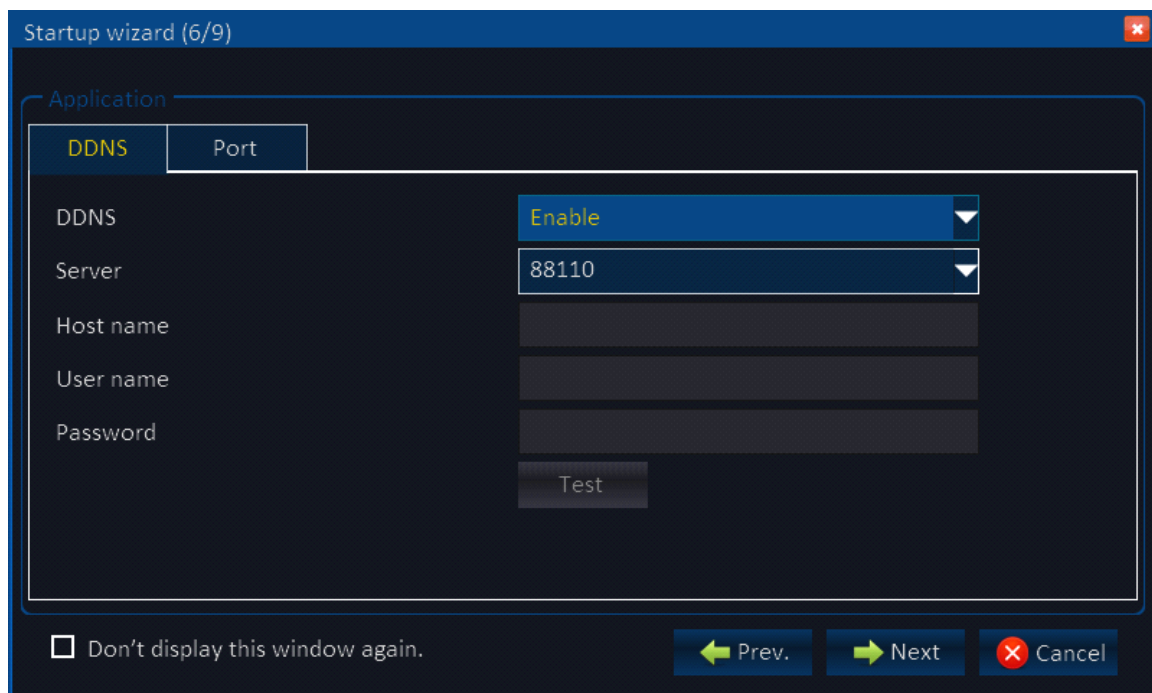 Startup wizard (6/9)
Application
DDNS Port
DDNS Enable
Server 88110
Host name
User name
Password
Test
Don't display this window again. Prev. Next Cancel